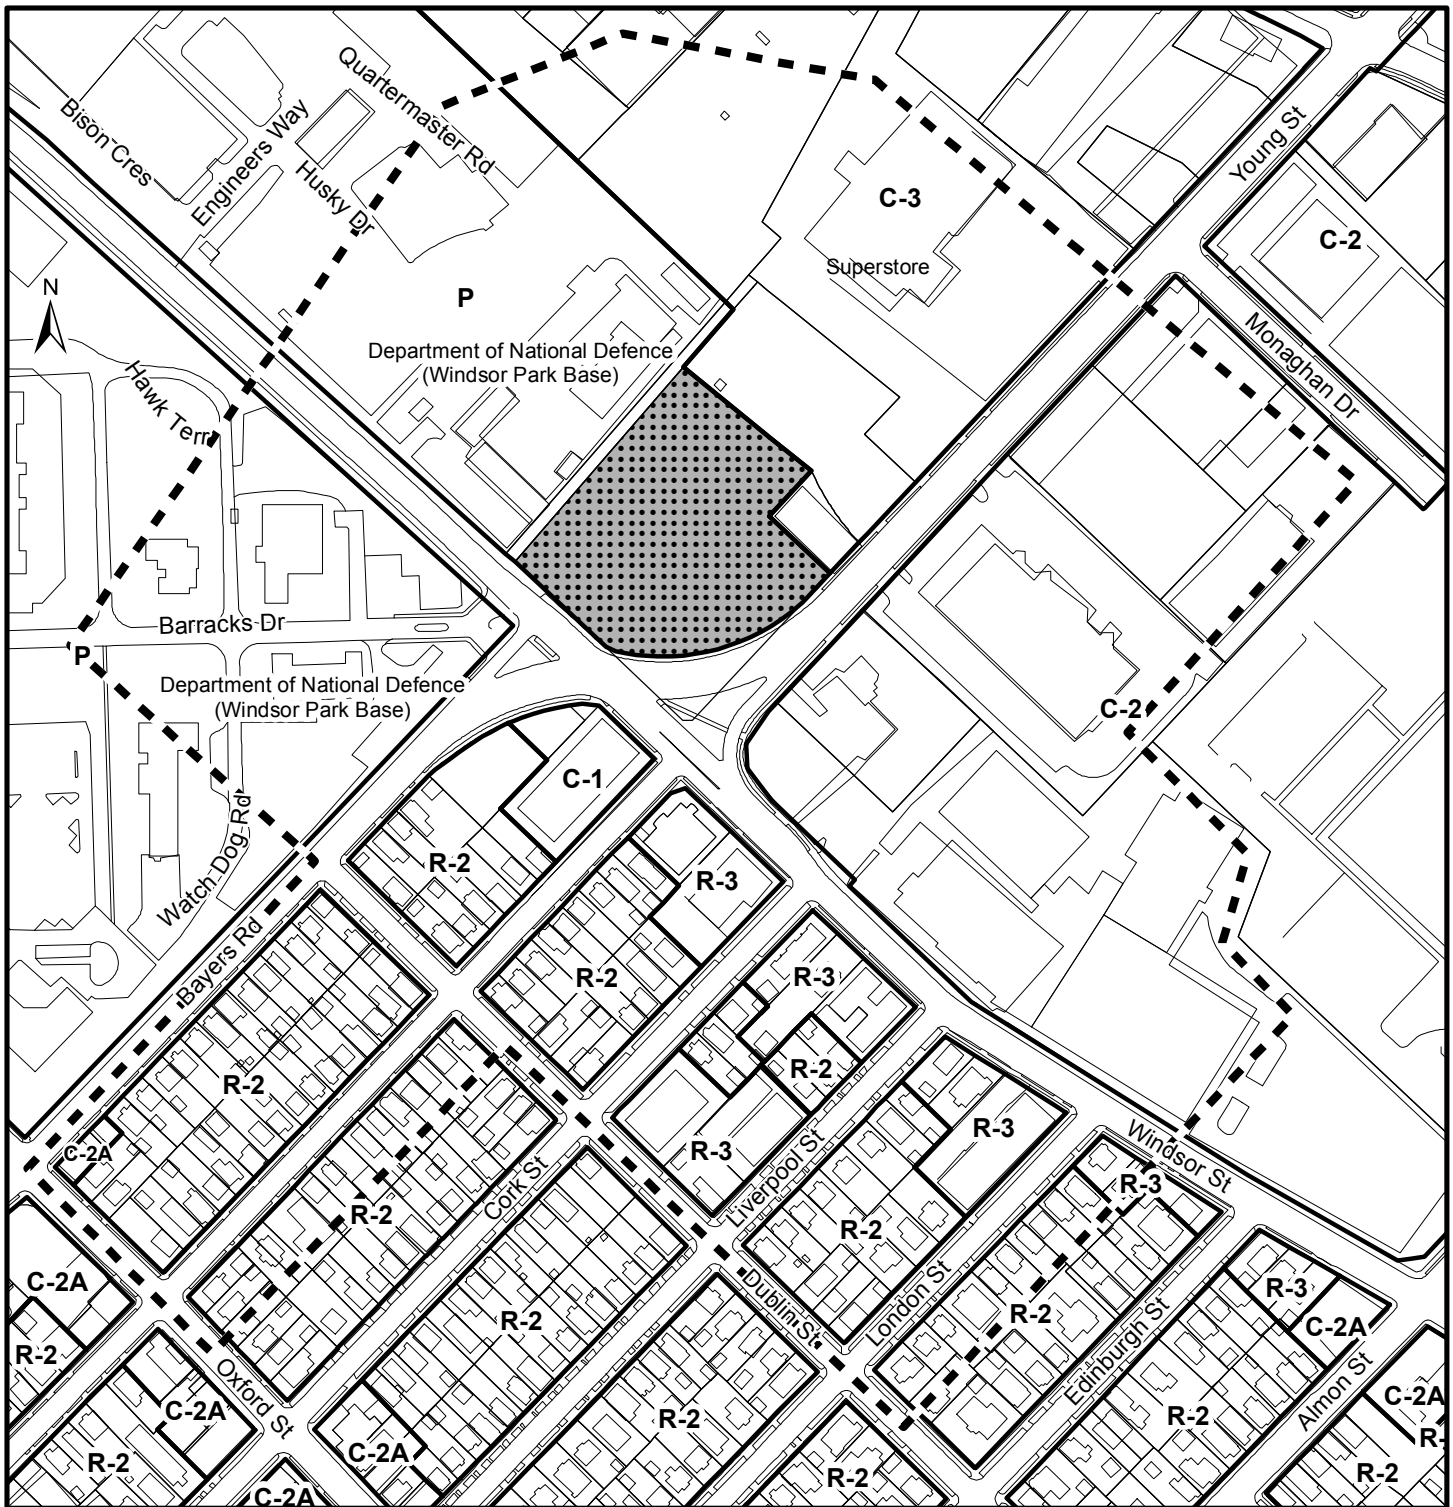 Quartermaster Rd
Bison Cres
Engineers Way
Husky Dr
Young St
C-3
C-2
Superstore
N
P
Monaghan Dr
Department of National Defence
(Windsor Park Base)
Hawk Terr
Barracks Dr
P
Department of National Defence
(Windsor Park Base)
C-2
C-1
Watch Dog Rd
R-2
R-3
Bayers Rd
R-2
R-3
R-2
R-2
C-2A
R-3
R-3
Windsor St
Liverpool St
Cork St
R-3
R-2
R-2
C-2A
Dublin St
London St
R-2
R-3
Edinburgh St
C-2A
R-2
R-2
Oxford St
Almon St
C-2A
C-2A
R-2
R-2
R-
C-2A
R-2
R-2
R-2
C-2A